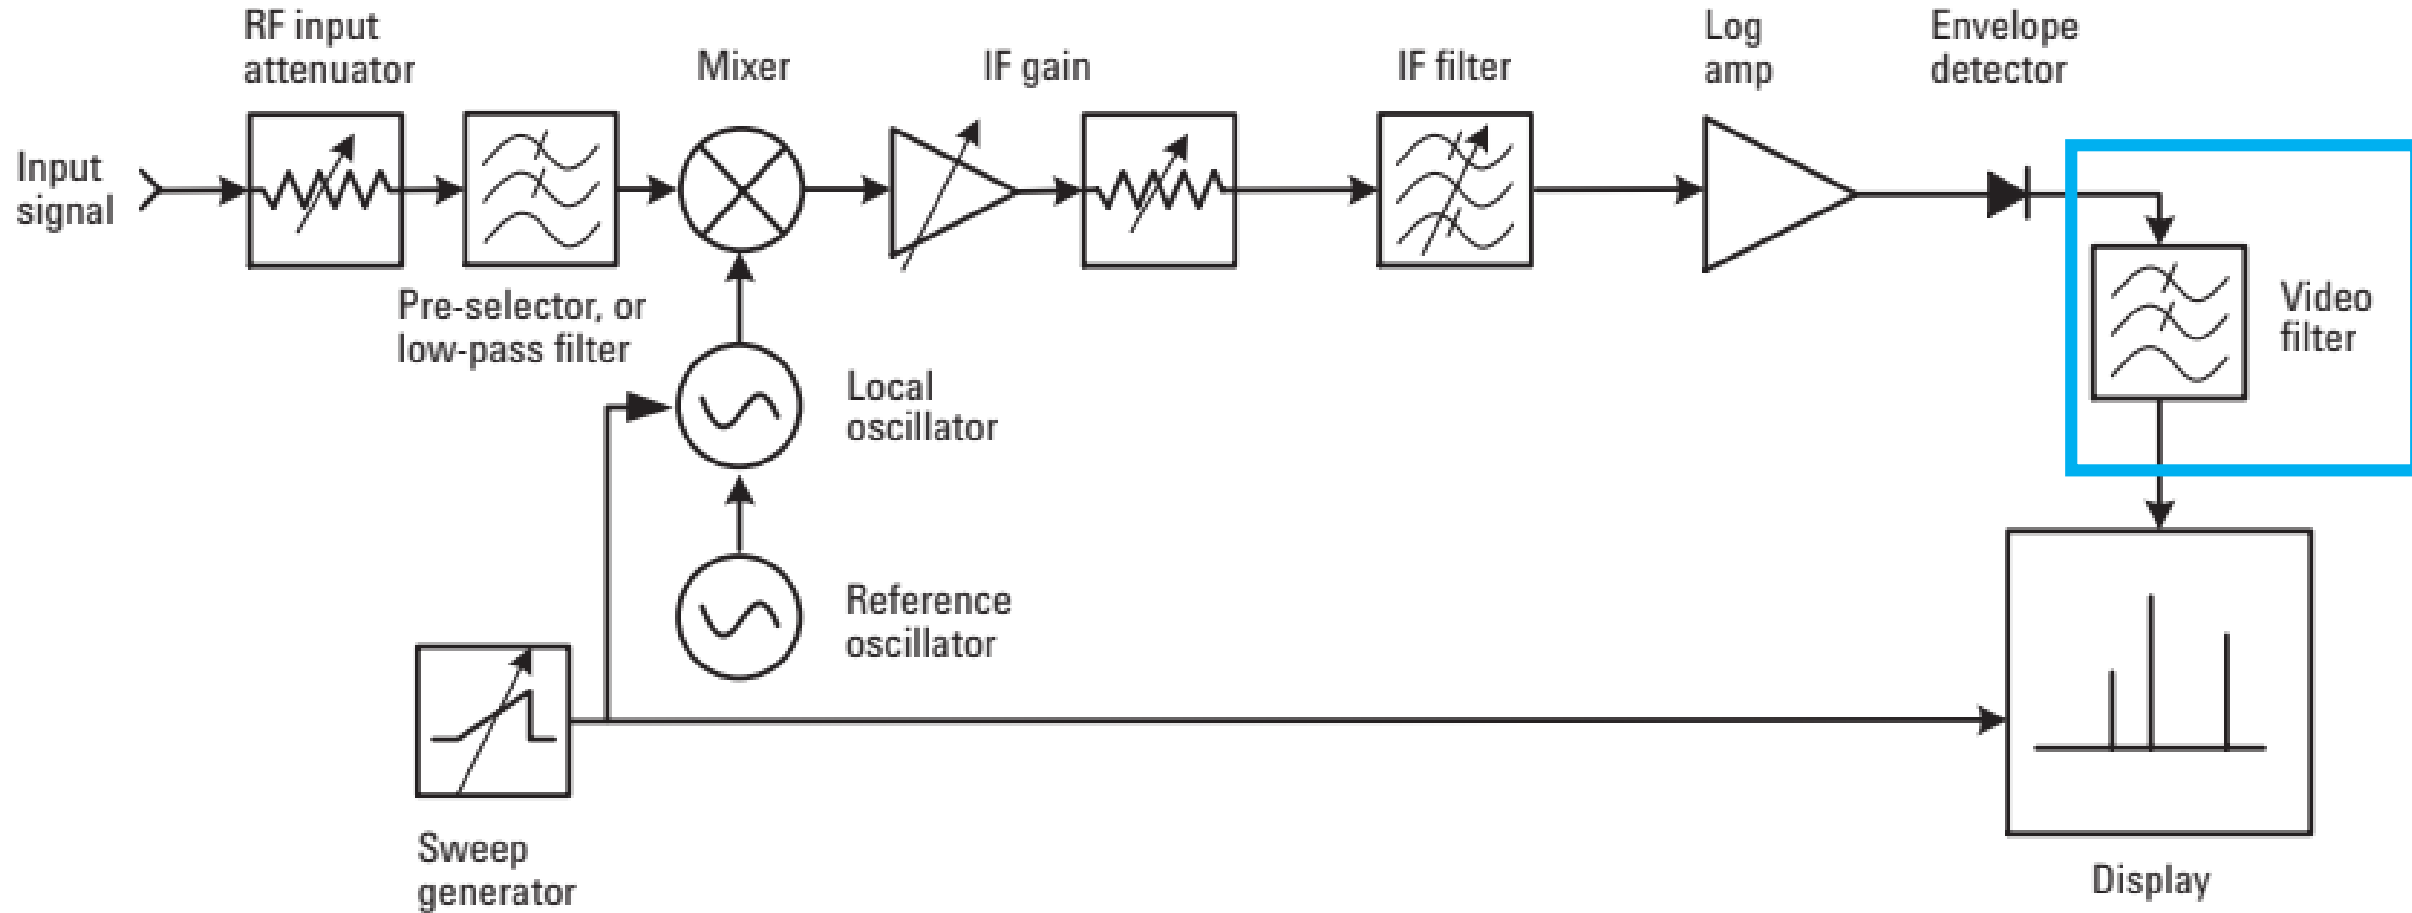 RF input
attenuator
Mixer
IF gain
IF filter
Log
amp
Envelope
detector
Input
signal
Pre-selector, or
low-pass filter
Video
filter
Local
oscillator
Reference
oscillator
Sweep
generator
Display